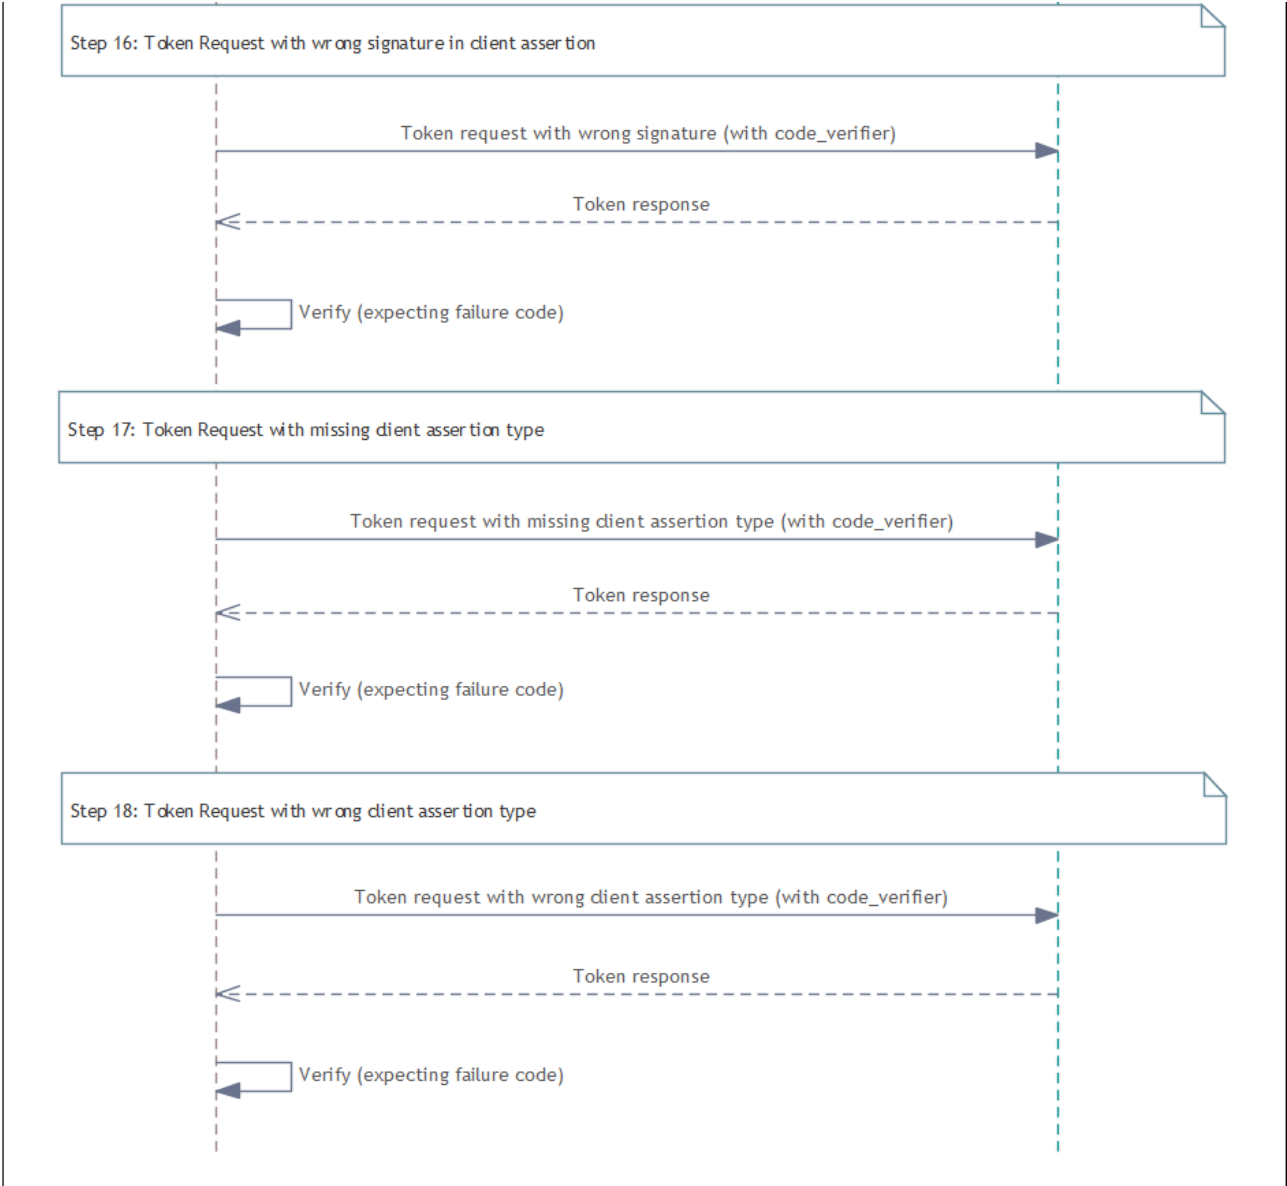 Step 16: Token Request with wrong signature in client assertion
Token request with wrong signature (with code_verifier)
Token response
Verify (expecting failure code)
Step 17: Token Request with missing client assertion type
Token request with missing client assertion type (with code_verifier)
Token response
Verify (expecting failure code)
Step 18: Token Request with wrong client assertion type
Token request with wrong client assertion type (with code_verifier)
Token response
Verify (expecting failure code)